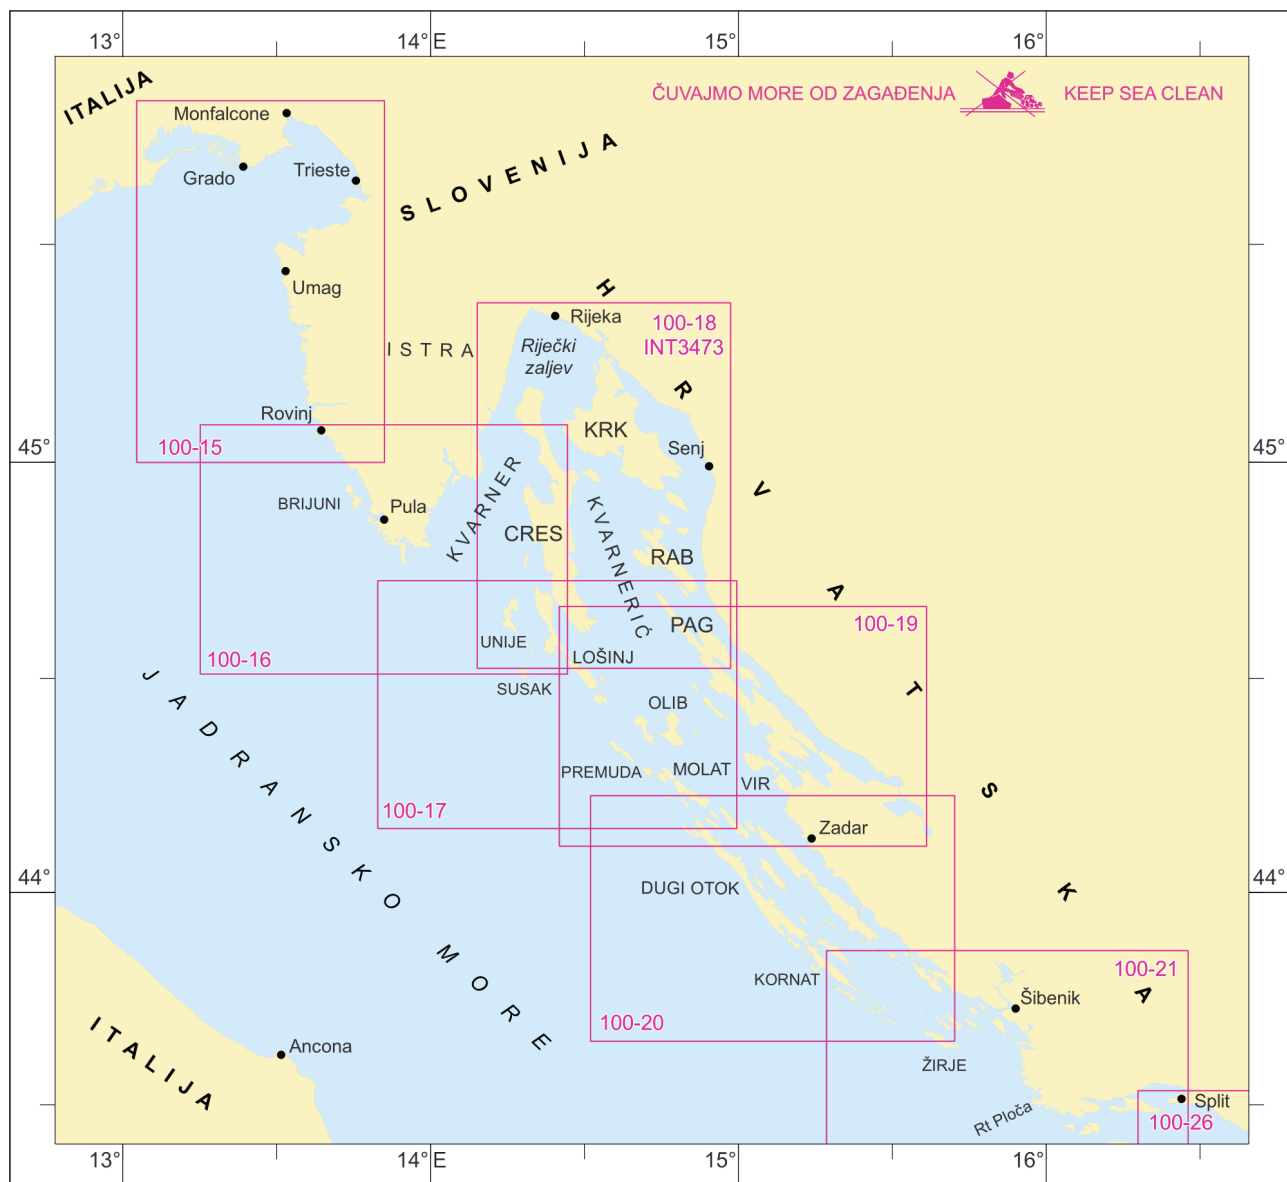 13°
14°E
15°
16°
ITALIJA
ČUVAJMO MORE OD ZAGAĐENJA
KEEP SEA CLEAN
Monfalcone
Grado
Trieste
SLOVENIJA
Umag
HRVATSKA
Rijeka
100-18
INT3473
ISTRA
Riječki
zaljev
Rovinj
KRK
100-15
Senj
45°
45°
BRIJUNI
Pula
KVARNER
CRES
KVARNERIĆ
RAB
PAG
100-19
UNIJE
LOŠINJ
100-16
SUSAK
OLIB
JADRANSKO MORE
PREMUDA
MOLAT
VIR
100-17
Zadar
44°
44°
DUGI OTOK
KORNAT
100-21
Šibenik
100-20
ITALIJA
Ancona
ŽIRJE
Rt Ploča
Split
100-26
13°
14°E
15°
16°